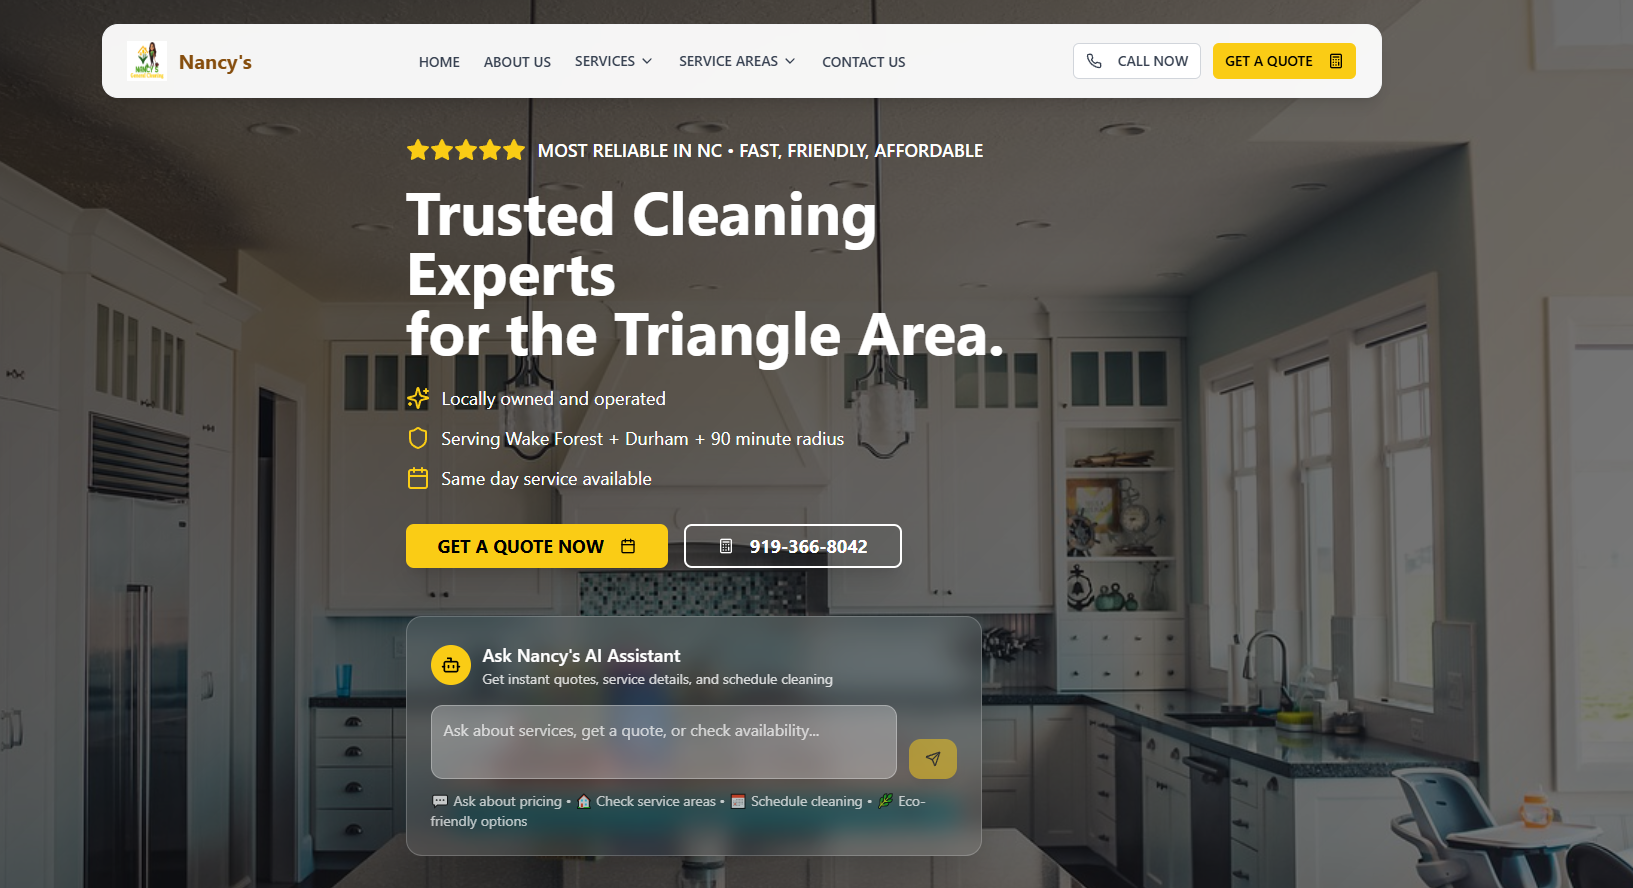 NANCY'S
Nancy's
HOME
ABOUT US
SERVICES
SERVICE AREAS
CONTACT US
CALL NOW
GET A QUOTE
MOST RELIABLE IN NC • FAST, FRIENDLY, AFFORDABLE
Trusted Cleaning
Experts
for the Triangle Area.
Locally owned and operated
Serving Wake Forest + Durham + 90 minute radius
Same day service available
GET A QUOTE NOW
919-366-8042
Ask Nancy's AI Assistant
Get instant quotes, service details, and schedule cleaning
Ask about services, get a quote, or check availability...
💬 Ask about pricing • 🏠 Check service areas • 📅 Schedule cleaning • 🌿 Eco-
friendly options